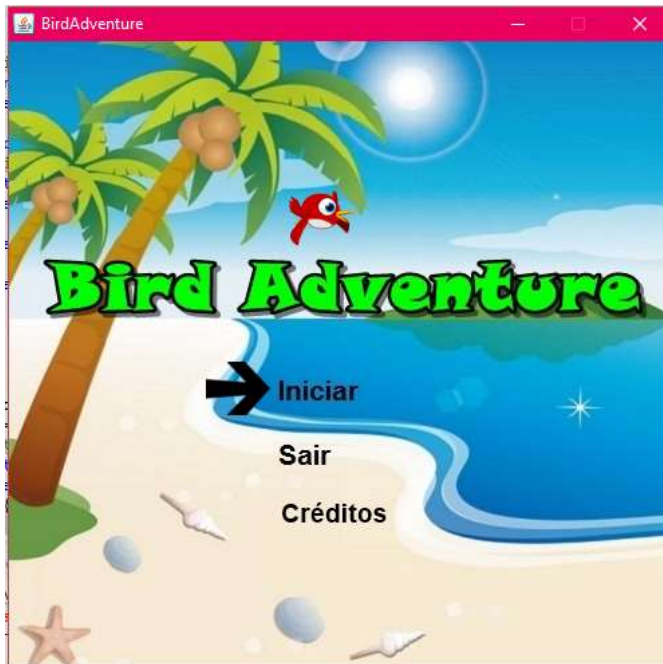 BirdAdventure
Bird Adventure
Iniciar
Sair
Créditos